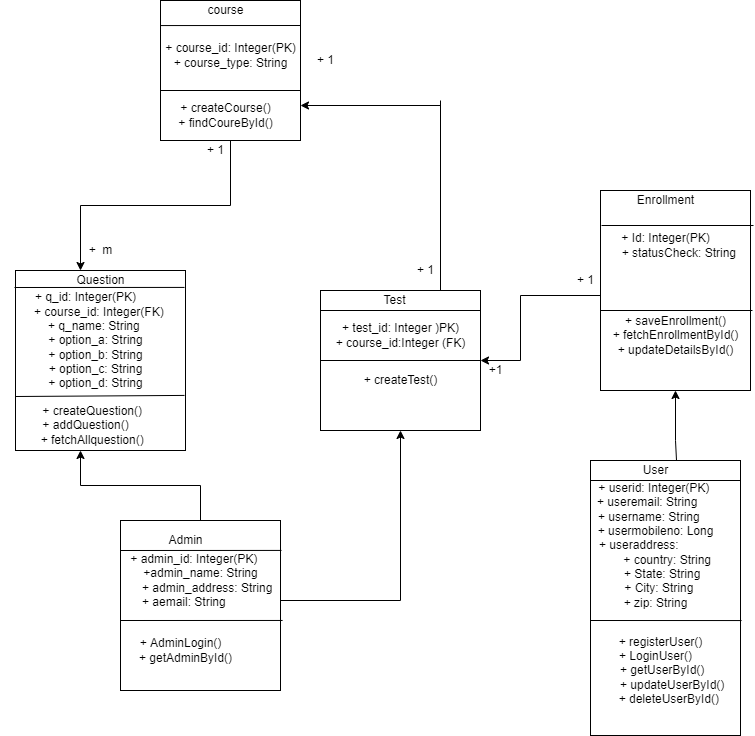 course
+ course_id: Integer(PK)
+ course_type: String
+ createCourse()
+ findCoureById()
+ 1
+ 1
+ m
Question
+ q_id: Integer(PK)
+ course_id: Integer(FK)
+ q_name: String
+ option_a: String
+ option_b: String
+ option_c: String
+ option_d: String
+ createQuestion()
+ addQuestion()
+ fetchAllquestion()
+ 1
Test
+ test_id: Integer )PK)
+ course_id:Integer (FK)
+ createTest()
Enrollment
+ Id: Integer(PK)
+ statusCheck: String
+ saveEnrollment()
+ fetchEnrollmentById()
+ updateDetailsById()
+ 1
+1
Admin
+ admin_id: Integer(PK)
+admin_name: String
+ admin_address: String
+ aemail: String
+ AdminLogin()
+ getAdminById()
User
+ userid: Integer(PK)
+ useremail: String
+ username: String
+ usermobileno: Long
+ useraddress:
+ country: String
+ State: String
+ City: String
+ zip: String
+ registerUser()
+ LoginUser()
+ getUserById()
+ updateUserById()
+ deleteUserById()